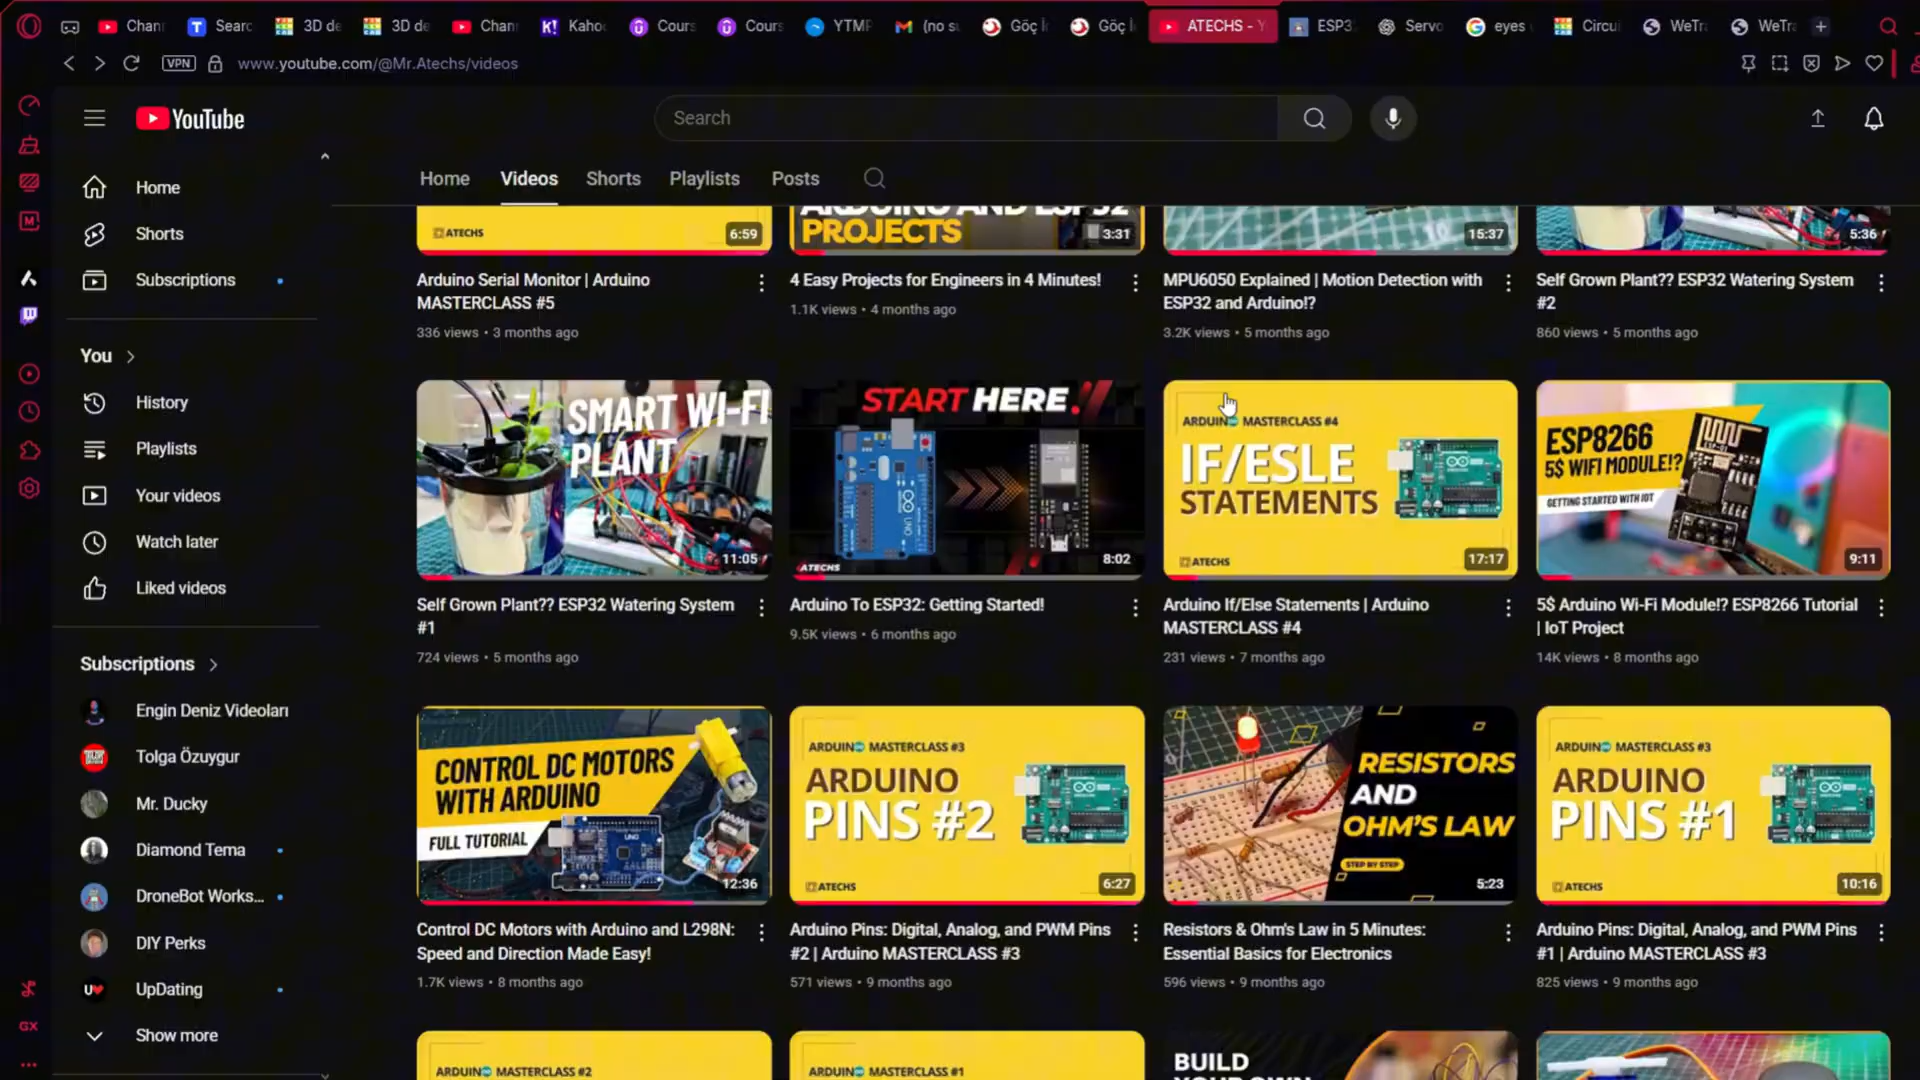 Chan
Searc
3D de
3D de
Chan
Kaho
Cours
Cours
YTMP
(no su
Göç İ
Göç İ
ATECHS - Y
ESP3
Servo
eyes
Circui
WeTr
WeTra
VPN
www.youtube.com/@Mr.Atechs/videos
YouTube
Search
Home
Videos
Shorts
Playlists
Posts
Home
Shorts
Subscriptions
You
History
Playlists
Your videos
Watch later
Liked videos
Subscriptions
Engin Deniz Videoları
Tolga Özuygur
Mr. Ducky
Diamond Tema
DroneBot Works...
DIY Perks
UpDating
Show more
GX
ATECHS
6:59
Arduino Serial Monitor | Arduino
MASTERCLASS #5
336 views • 3 months ago
ARDUINO AND ESP32
PROJECTS
3:31
4 Easy Projects for Engineers in 4 Minutes!
1.1K views • 4 months ago
15:37
MPU6050 Explained | Motion Detection with
ESP32 and Arduino!?
3.2K views • 5 months ago
5:36
Self Grown Plant?? ESP32 Watering System
#2
860 views • 5 months ago
SMART WI-FI
PLANT
11:05
Self Grown Plant?? ESP32 Watering System
#1
724 views • 5 months ago
START HERE!
ATECHS
8:02
Arduino To ESP32: Getting Started!
9.5K views • 6 months ago
ARDUINO MASTERCLASS #4
IF/ESLE
STATEMENTS
ATECHS
17:17
Arduino If/Else Statements | Arduino
MASTERCLASS #4
231 views • 7 months ago
ESP8266
5$ WIFI MODULE!?
GETTING STARTED WITH IOT
9:11
5$ Arduino Wi-Fi Module!? ESP8266 Tutorial
| IoT Project
14K views • 8 months ago
CONTROL DC MOTORS
WITH ARDUINO
FULL TUTORIAL
UNO
12:36
Control DC Motors with Arduino and L298N:
Speed and Direction Made Easy!
1.7K views • 8 months ago
ARDUINO MASTERCLASS #3
ARDUINO
PINS #2
ATECHS
6:27
Arduino Pins: Digital, Analog, and PWM Pins
#2 | Arduino MASTERCLASS #3
571 views • 9 months ago
RESISTORS
AND
OHM'S LAW
STEP BY STEP
5:23
Resistors & Ohm's Law in 5 Minutes:
Essential Basics for Electronics
596 views • 9 months ago
ARDUINO MASTERCLASS #3
ARDUINO
PINS #1
ATECHS
10:16
Arduino Pins: Digital, Analog, and PWM Pins
#1 | Arduino MASTERCLASS #3
825 views • 9 months ago
ARDUINO MASTERCLASS #2
ARDUINO MASTERCLASS #1
BUILD
YOUR OWN